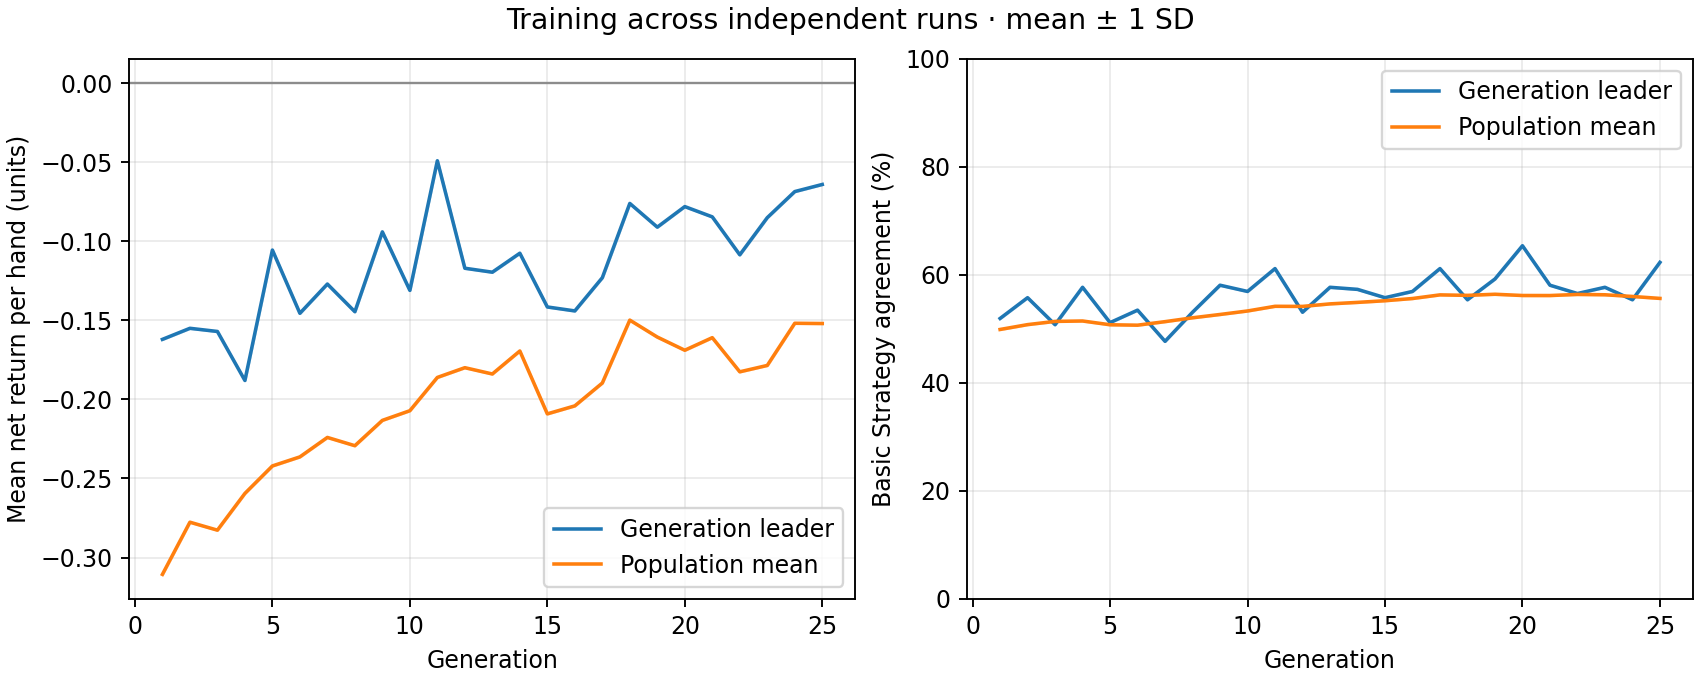 Training across independent runs · mean ± 1 SD
Mean net return per hand (units)
0.00
−0.05
−0.10
−0.15
−0.20
−0.25
−0.30
Generation leader
Population mean
0 5 10 15 20 25
Generation
Basic Strategy agreement (%)
100
80
60
40
20
0
Generation leader
Population mean
0 5 10 15 20 25
Generation